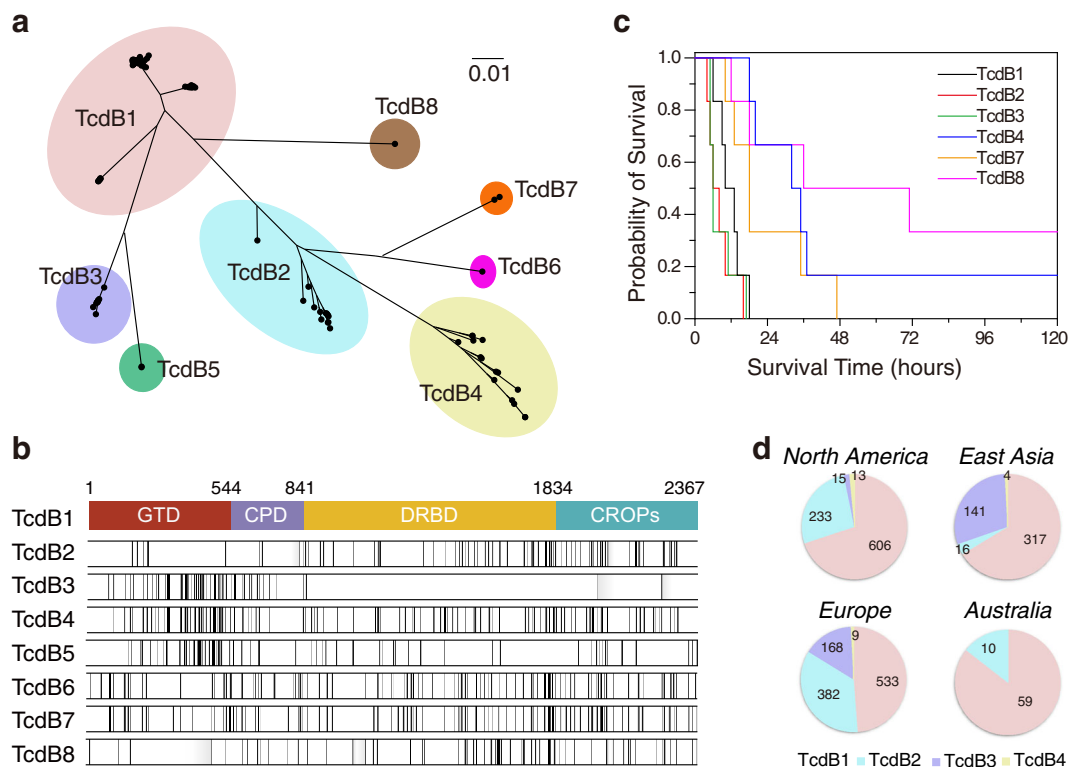 a
0.01
TcdB1
TcdB8
TcdB7
TcdB2
TcdB6
TcdB3
TcdB5
TcdB4
b
1 544 841 1834 2367
TcdB1 GTD CPD DRBD CROPs
TcdB2
TcdB3
TcdB4
TcdB5
TcdB6
TcdB7
TcdB8
c
Probability of Survival
1.0
0.8
0.6
0.4
0.2
0.0
0 24 48 72 96 120
Survival Time (hours)
TcdB1
TcdB2
TcdB3
TcdB4
TcdB7
TcdB8
d
North America
15 13
233
606
East Asia
4
141
16
317
Europe
9
168
382
533
Australia
10
59
TcdB1 TcdB2 TcdB3 TcdB4